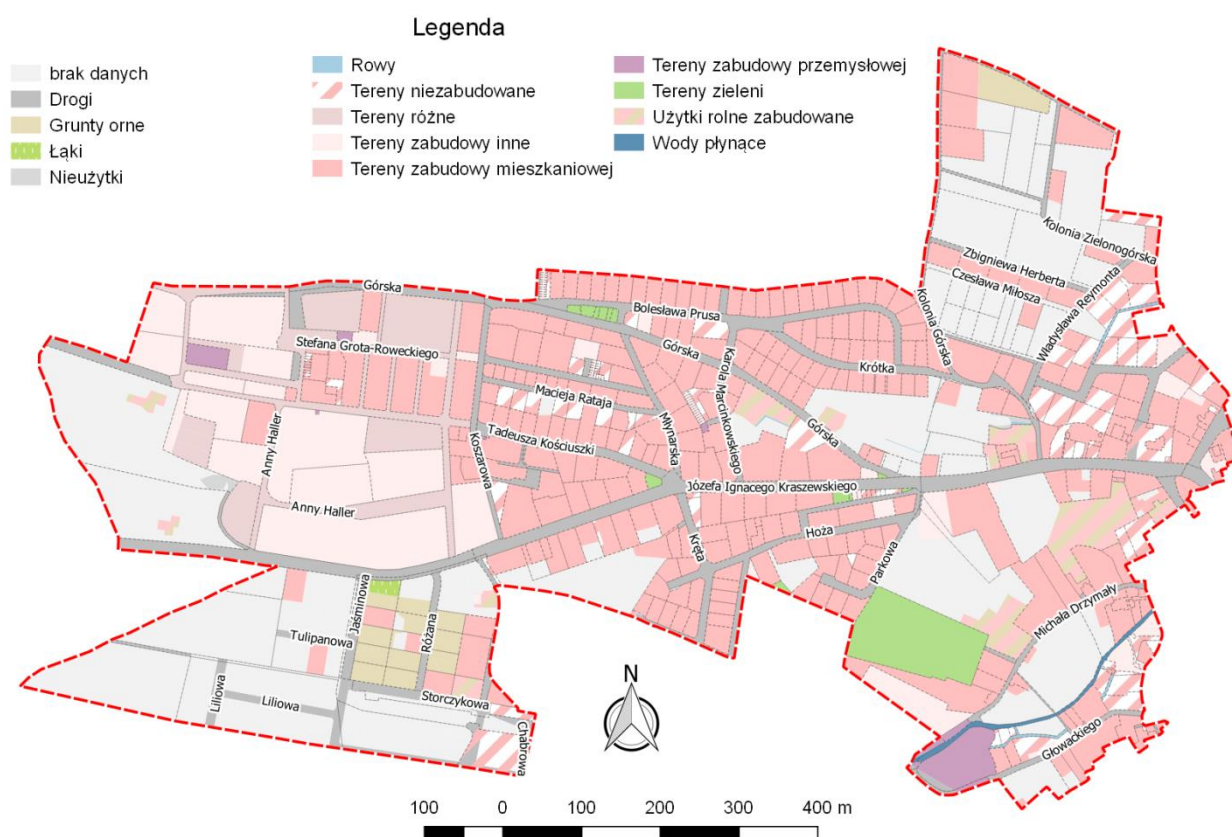 Legenda
brak danych
Drogi
Grunty orne
Łąki
Nieużytki
Rowy
Tereny niezabudowane
Tereny różne
Tereny zabudowy inne
Tereny zabudowy mieszkaniowej
Tereny zabudowy przemysłowej
Tereny zieleni
Użytki rolne zabudowane
Wody płynące
Kolonia Zielonogórska
Zbigniewa Herberta
Czesława Miłosza
Władysława Reymonta
Kolonia Górska
Górska
Bolesława Prusa
Stefana Grota-Roweckiego
Górska
Karola Marcinkowskiego
Krótka
Macieja Rataja
Młynarska
Górska
Tadeusza Kościuszki
Koszarowa
Anny Haller
Józefa Ignacego Kraszewskiego
Anny Haller
Hoża
Kręta
Parkowa
Jaśminowa
Różana
Tulipanowa
Michała Drzymały
Liliowa
Liliowa
Storczykowa
Chabrowa
Głowackiego
N
100 0 100 200 300 400 m